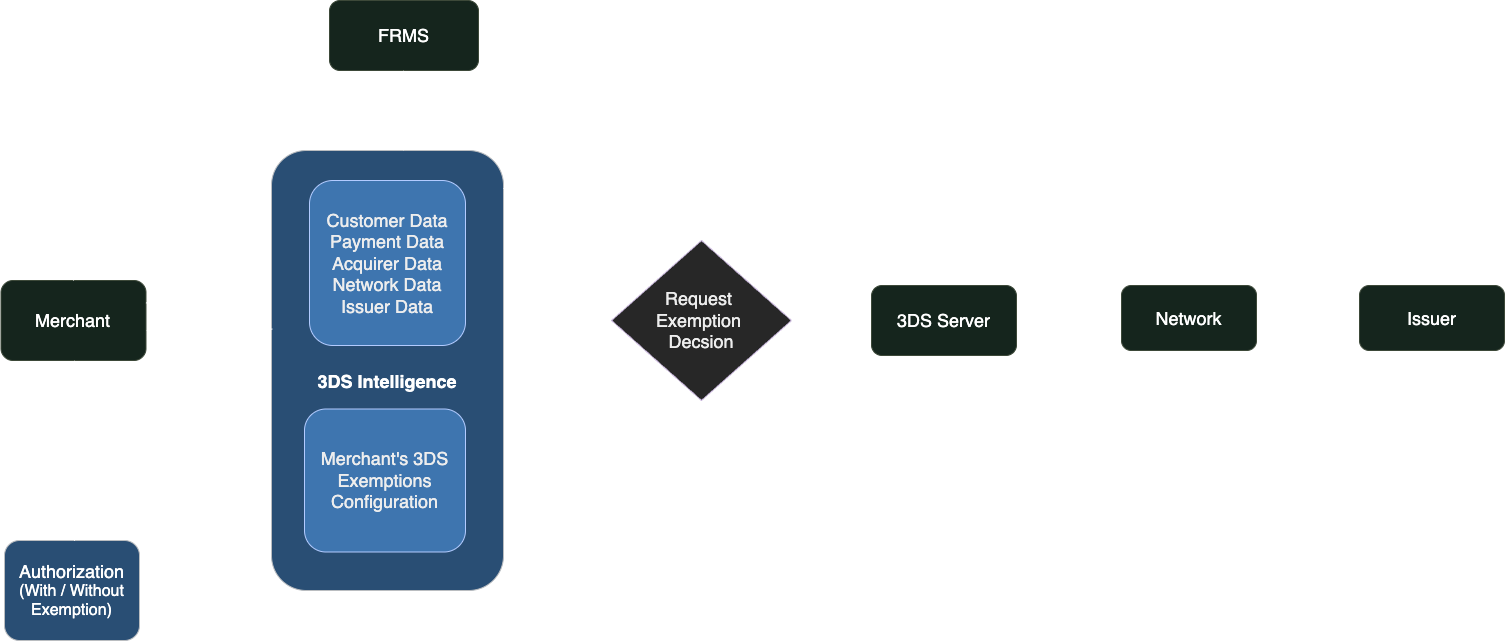 FRMS
Customer Data
Payment Data
Acquirer Data
Network Data
Issuer Data
3DS Intelligence
Merchant's 3DS
Exemptions
Configuration
Merchant
Authorization
(With / Without
Exemption)
Request
Exemption
Decsion
3DS Server
Network
Issuer